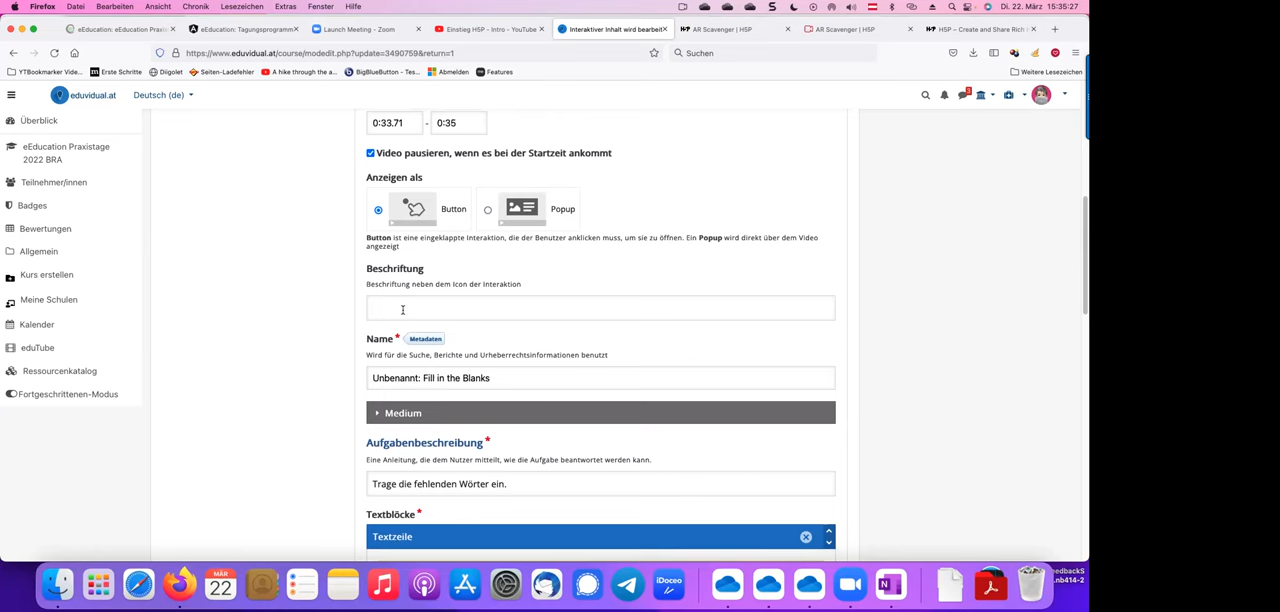 Firefox Datei Bearbeiten Ansicht Chronik Lesezeichen Extras Fenster Hilfe Di. 22. März 15:35:27
eEducation: eEducation Praxis
eEducation: Tagungsprogramm
Launch Meeting - Zoom
Einstieg H5P - Intro - YouTube
Interaktiver Inhalt wird bearbeit
AR Scavenger | H5P
AR Scavenger | H5P
H5P – Create and Share Rich
https://www.eduvidual.at/course/modedit.php?update=3490759&return=1
Suchen
YTBookmarker Vide...
Erste Schritte
Diigolet
Seiten-Ladefehler
A hike through the a...
BigBlueButton - Tes...
Abmelden
Features
Weitere Lesezeichen
eduvidual.at
Deutsch (de)
3
Überblick
eEducation Praxistage
2022 BRA
Teilnehmer/innen
Badges
Bewertungen
Allgemein
Kurs erstellen
Meine Schulen
Kalender
eduTube
Ressourcenkatalog
Fortgeschrittenen-Modus
0:33.71 - 0:35
Video pausieren, wenn es bei der Startzeit ankommt
Anzeigen als
Button Popup
Button ist eine eingeklappte Interaktion, die der Benutzer anklicken muss, um sie zu öffnen. Ein Popup wird direkt über dem Video
angezeigt
Beschriftung
Beschriftung neben dem Icon der Interaktion
Name * Metadaten
Wird für die Suche, Berichte und Urheberrechtsinformationen benutzt
Unbenannt: Fill in the Blanks
Medium
Aufgabenbeschreibung *
Eine Anleitung, die dem Nutzer mitteilt, wie die Aufgabe beantwortet werden kann.
Trage die fehlenden Wörter ein.
Textblöcke *
Textzeile
MÄR
22
iDoceo
eedbackS
.nb414-2